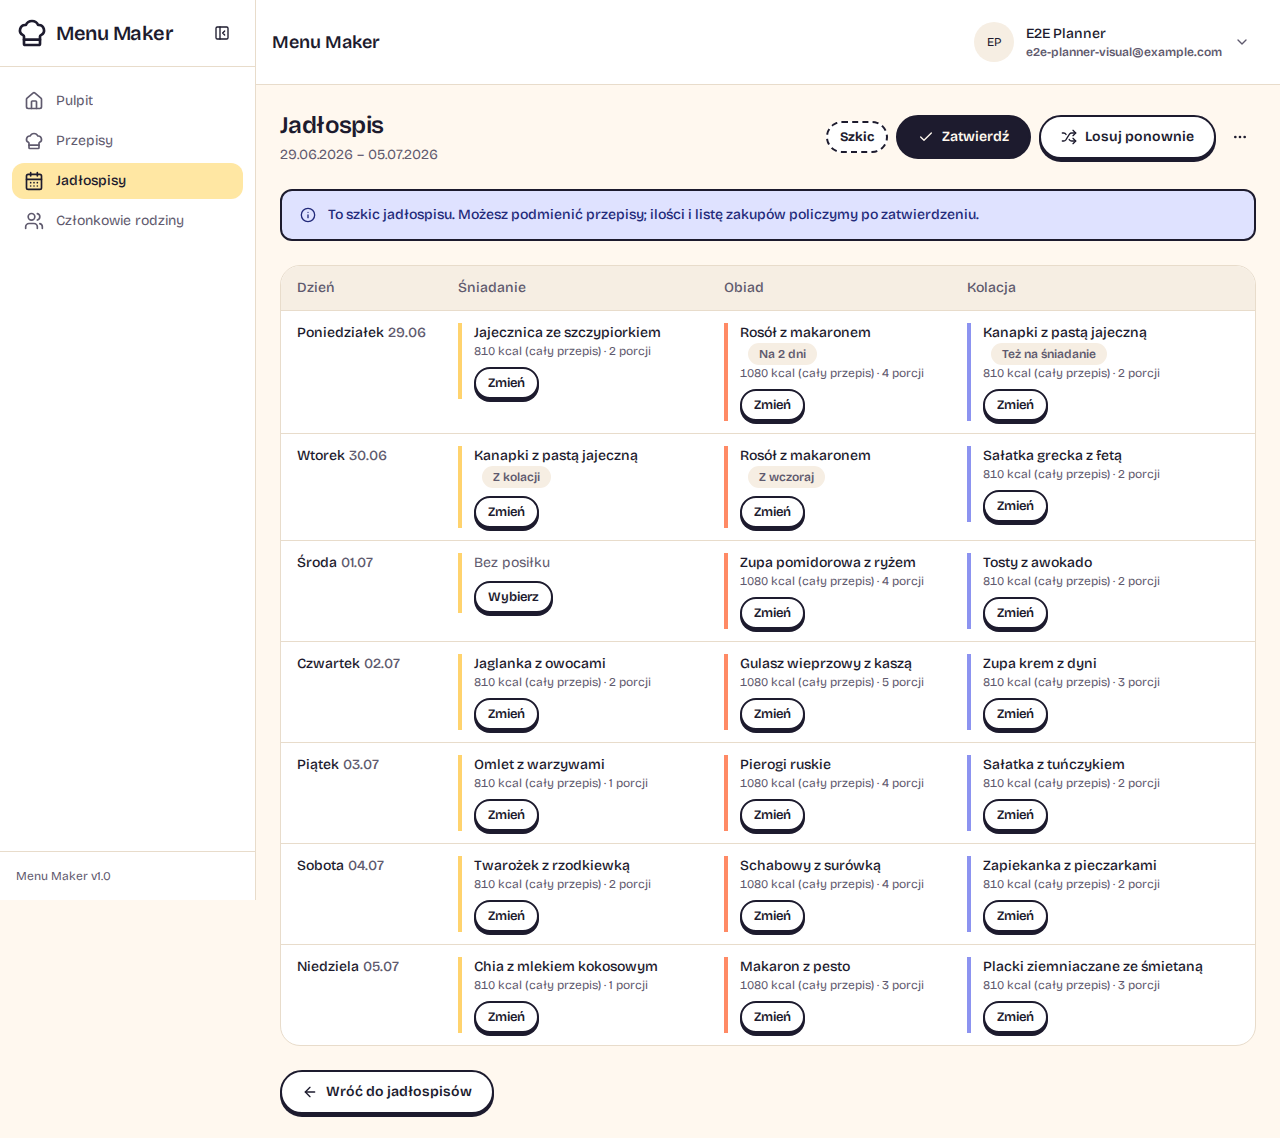 Menu Maker
Menu Maker
EP
E2E Planner
e2e-planner-visual@example.com
Pulpit
Przepisy
Jadłospisy
Członkowie rodziny
Menu Maker v1.0
Jadłospis
29.06.2026 – 05.07.2026
Szkic
Zatwierdź
Losuj ponownie
To szkic jadłospisu. Możesz podmienić przepisy; ilości i listę zakupów policzymy po zatwierdzeniu.
Dzień Śniadanie Obiad Kolacja
Poniedziałek 29.06
Jajecznica ze szczypiorkiem
810 kcal (cały przepis) · 2 porcji
Zmień
Rosół z makaronem
Na 2 dni
1080 kcal (cały przepis) · 4 porcji
Zmień
Kanapki z pastą jajeczną
Też na śniadanie
810 kcal (cały przepis) · 2 porcji
Zmień
Wtorek 30.06
Kanapki z pastą jajeczną
Z kolacji
Zmień
Rosół z makaronem
Z wczoraj
Zmień
Sałatka grecka z fetą
810 kcal (cały przepis) · 2 porcji
Zmień
Środa 01.07
Bez posiłku
Wybierz
Zupa pomidorowa z ryżem
1080 kcal (cały przepis) · 4 porcji
Zmień
Tosty z awokado
810 kcal (cały przepis) · 2 porcji
Zmień
Czwartek 02.07
Jaglanka z owocami
810 kcal (cały przepis) · 2 porcji
Zmień
Gulasz wieprzowy z kaszą
1080 kcal (cały przepis) · 5 porcji
Zmień
Zupa krem z dyni
810 kcal (cały przepis) · 3 porcji
Zmień
Piątek 03.07
Omlet z warzywami
810 kcal (cały przepis) · 1 porcji
Zmień
Pierogi ruskie
1080 kcal (cały przepis) · 4 porcji
Zmień
Sałatka z tuńczykiem
810 kcal (cały przepis) · 2 porcji
Zmień
Sobota 04.07
Twarożek z rzodkiewką
810 kcal (cały przepis) · 2 porcji
Zmień
Schabowy z surówką
1080 kcal (cały przepis) · 4 porcji
Zmień
Zapiekanka z pieczarkami
810 kcal (cały przepis) · 2 porcji
Zmień
Niedziela 05.07
Chia z mlekiem kokosowym
810 kcal (cały przepis) · 1 porcji
Zmień
Makaron z pesto
1080 kcal (cały przepis) · 3 porcji
Zmień
Placki ziemniaczane ze śmietaną
810 kcal (cały przepis) · 3 porcji
Zmień
Wróć do jadłospisów